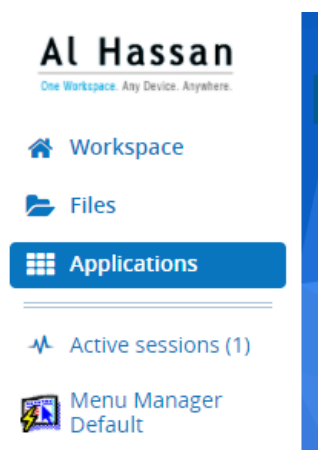 Al Hassan
One Workspace. Any Device. Anywhere.
Workspace
Files
Applications
Active sessions (1)
Menu Manager
Default